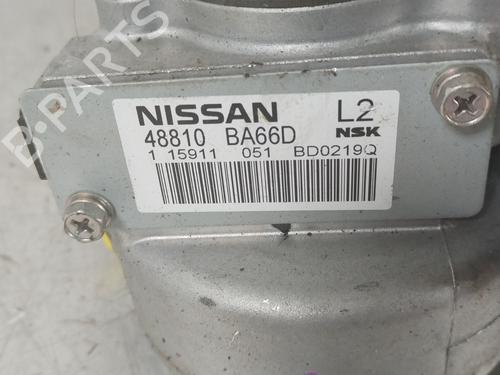 B-PARTS
NISSAN L2
48810 BA66D NSK
1 15911 051 BD0219Q